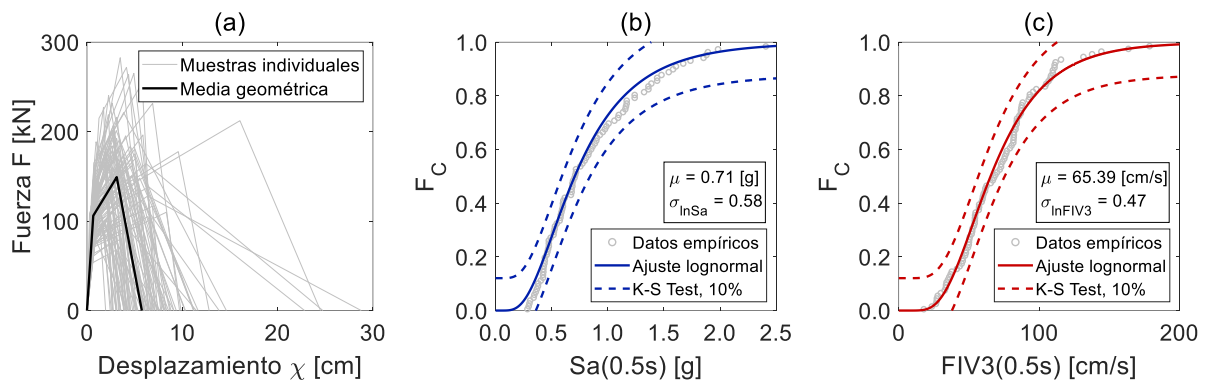 (a)
300
200
100
0
Fuerza F [kN]
Muestras individuales
Media geométrica
0
10
20
30
Desplazamiento χ [cm]
(b)
1.0
0.8
0.6
0.4
0.2
0.0
F_C
μ = 0.71 [g]
σ_lnSa = 0.58
Datos empíricos
Ajuste lognormal
K-S Test, 10%
0.0
0.5
1.0
1.5
2.0
2.5
Sa(0.5s) [g]
(c)
1.0
0.8
0.6
0.4
0.2
0.0
F_C
μ = 65.39 [cm/s]
σ_lnFIV3 = 0.47
Datos empíricos
Ajuste lognormal
K-S Test, 10%
0
100
200
FIV3(0.5s) [cm/s]